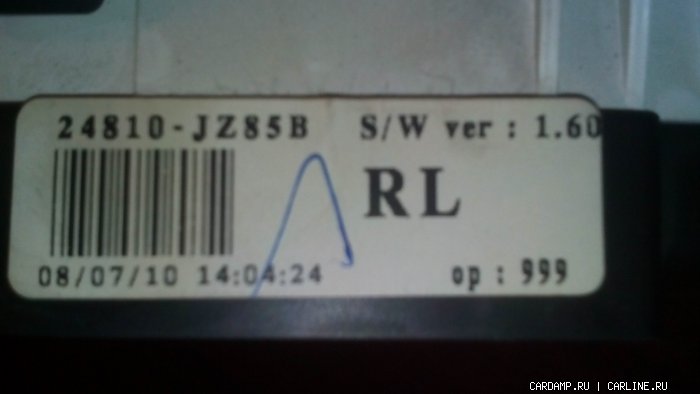 24810-JZ85B S/W ver : 1.60
RL
08/07/10 14:04:24 op : 999
CARDAMP.RU | CARLINE.RU